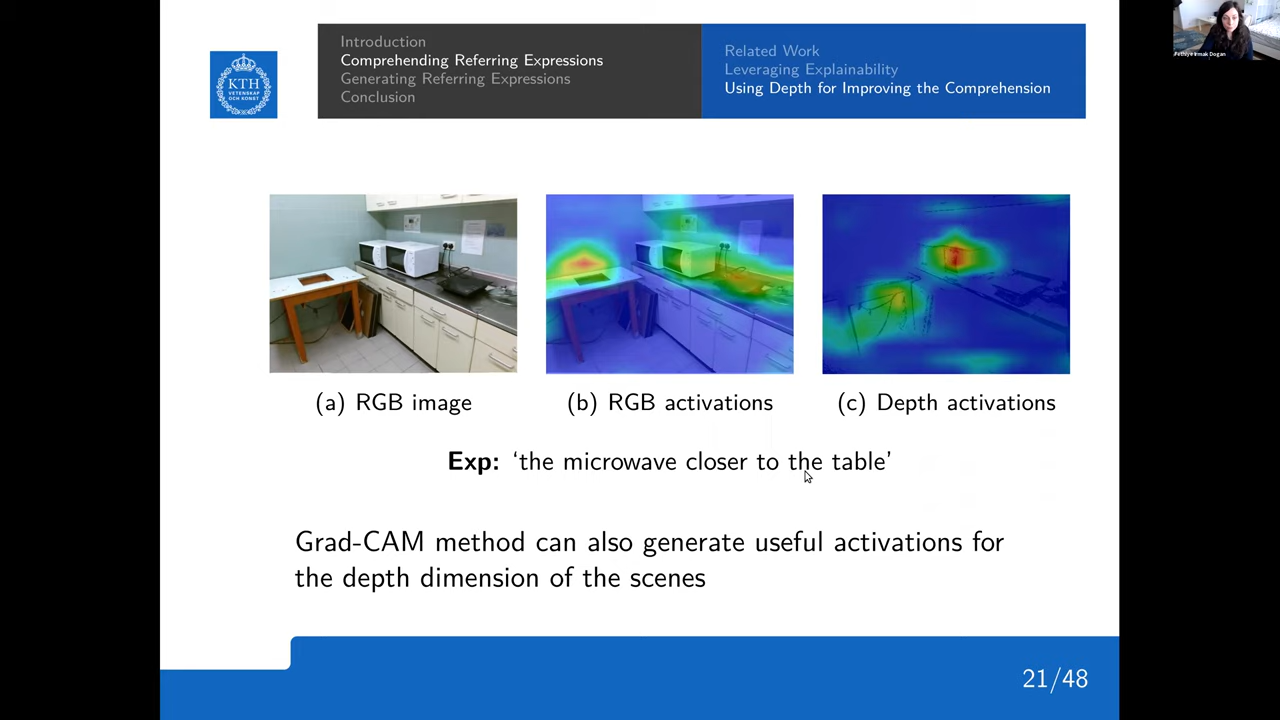 Introduction
Comprehending Referring Expressions
Generating Referring Expressions
Conclusion
Related Work
Leveraging Explainability
Using Depth for Improving the Comprehension
KTH
VETENSKAP
OCH KONST
(a) RGB image
(b) RGB activations
(c) Depth activations
Exp: ‘the microwave closer to the table’
Grad-CAM method can also generate useful activations for
the depth dimension of the scenes
21/48
Irmak Dogan